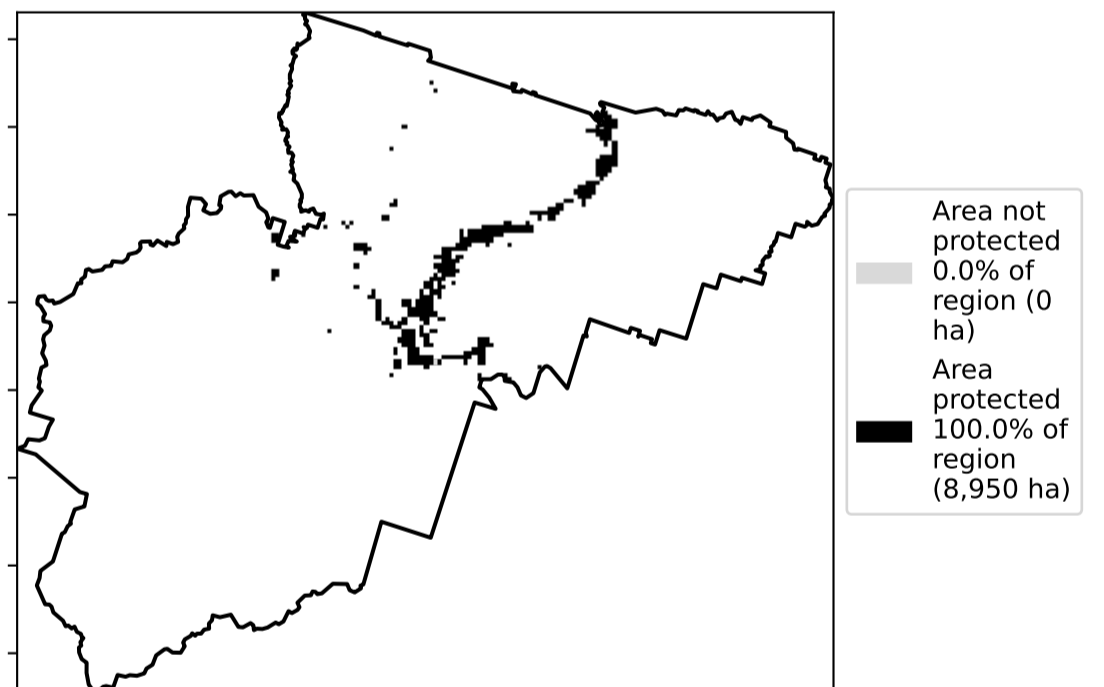 Area not
protected
0.0% of
region (0
ha)
Area
protected
100.0% of
region
(8,950 ha)